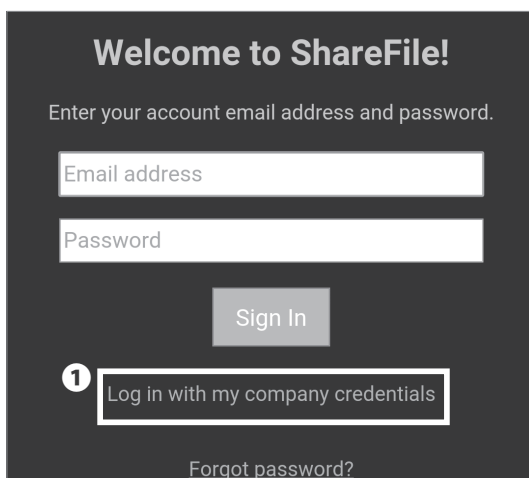 Welcome to ShareFile!
Enter your account email address and password.
Email address
Password
Sign In
1
Log in with my company credentials
Forgot password?